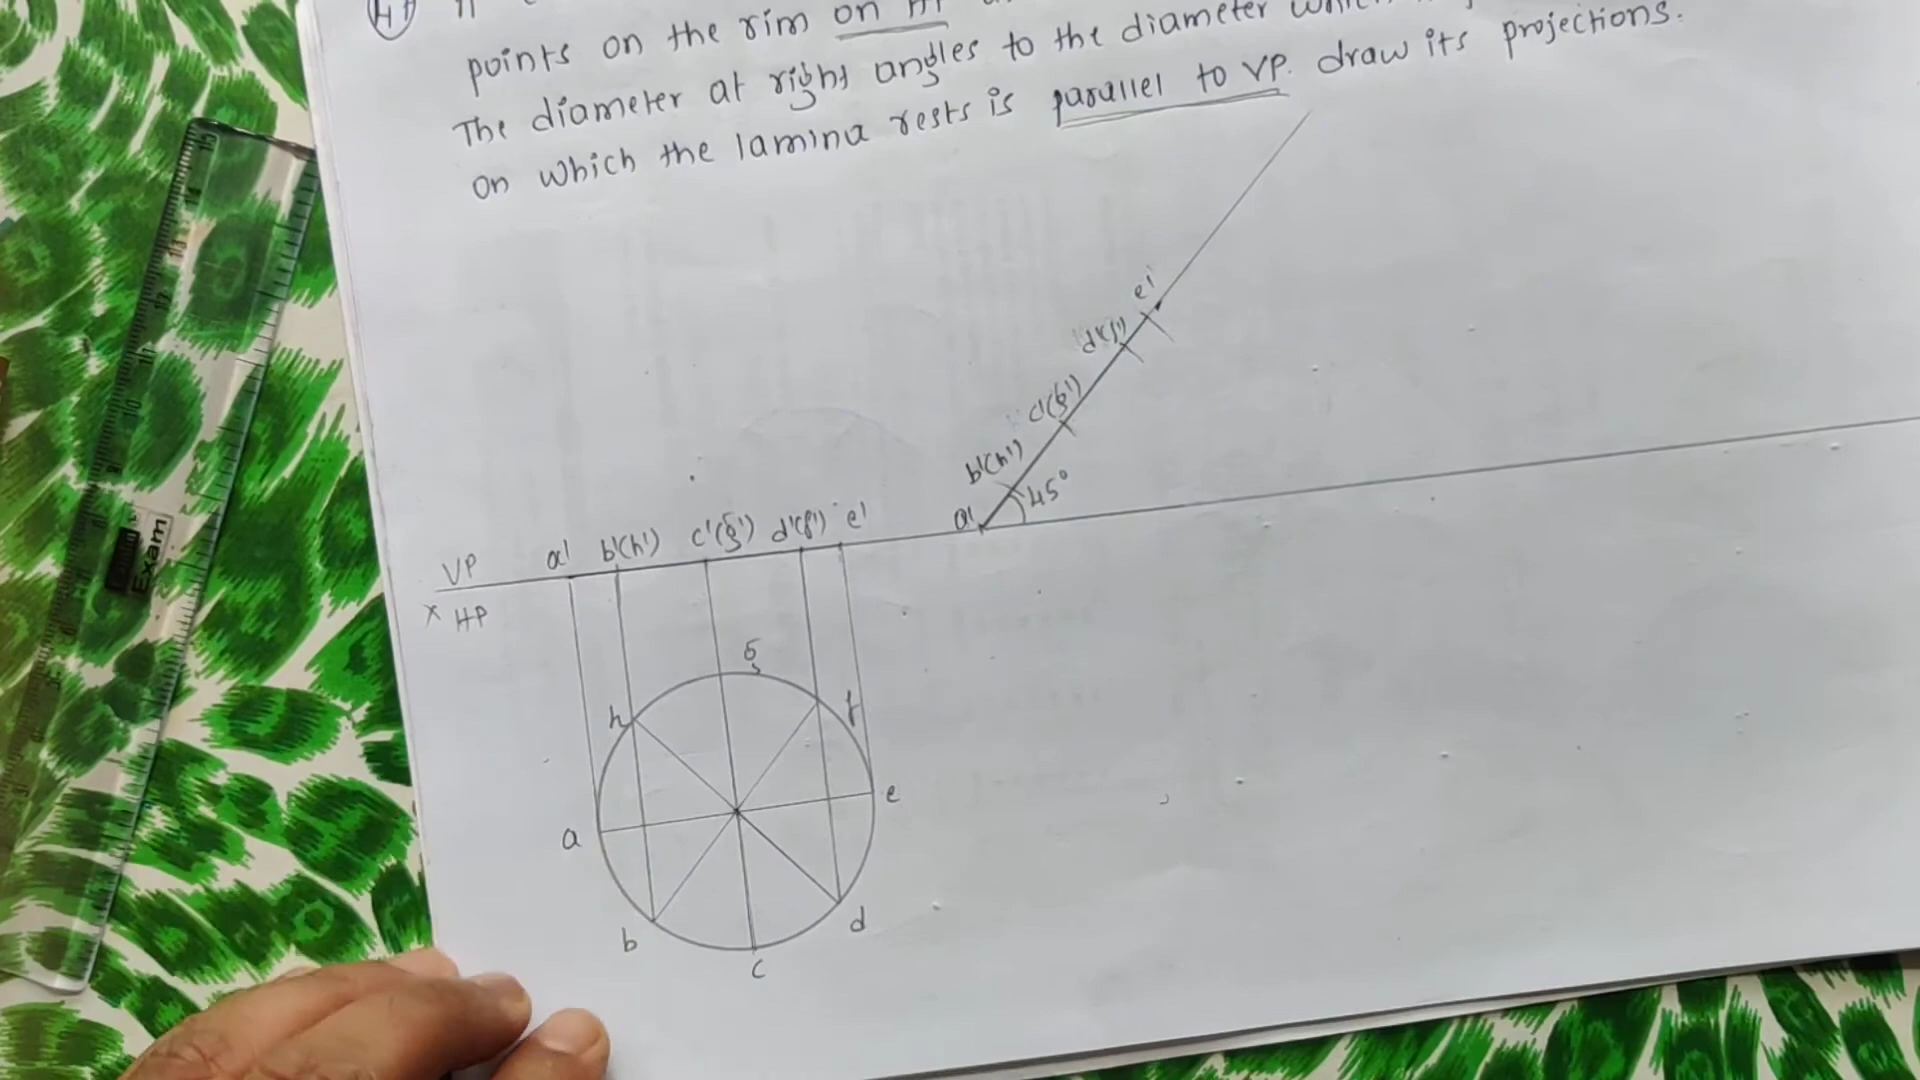 points on the rim on
The diameter at right angles to the diameter
on which the lamina rests is parallel to VP. draw its projections.
e'
d'(f')
c'(g')
b'(h')
a' 45°
VP a' b'(h') c'(g') d'(f') e'
X HP
g
h f
a e
b d
c
Exam